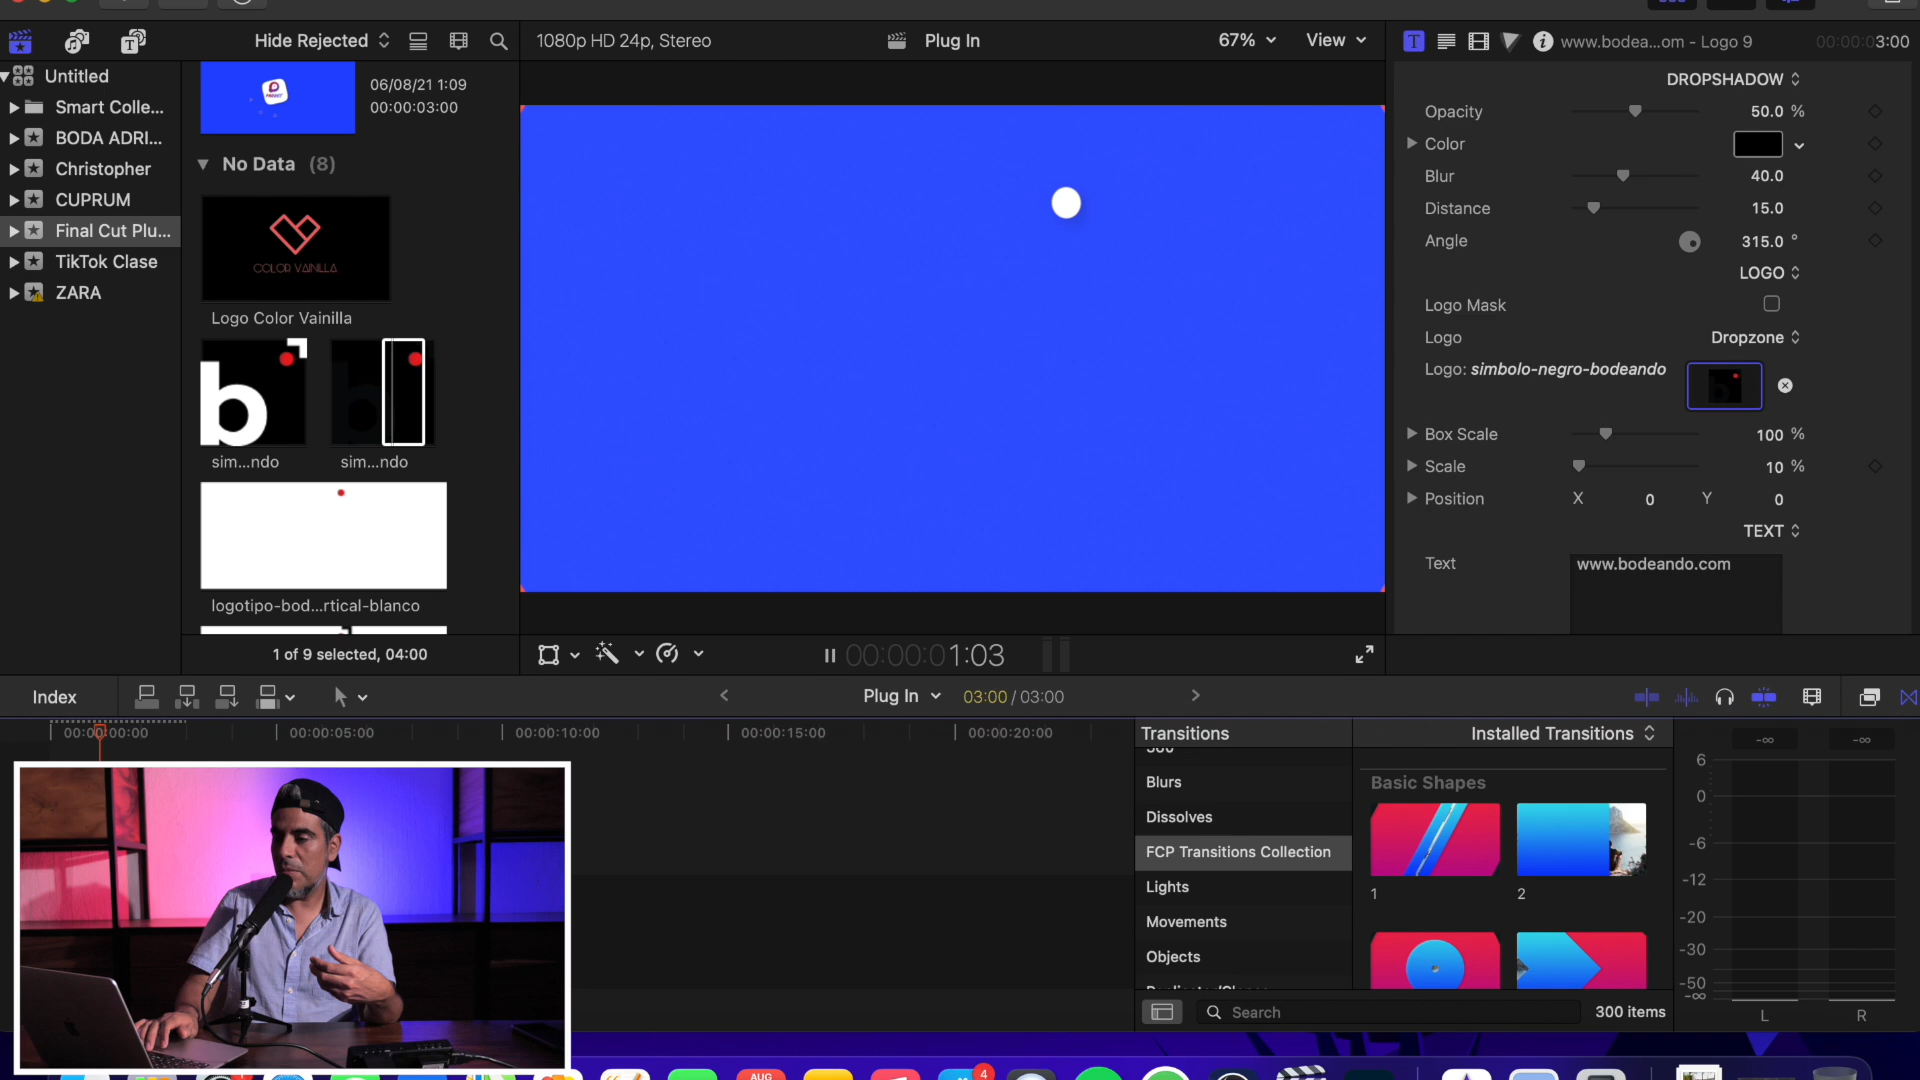 Hide Rejected
1080p HD 24p, Stereo
Plug In
67%
View
www.bodea...om - Logo 9
00:00:03:00
Untitled
Smart Colle...
BODA ADRI...
Christopher
CUPRUM
Final Cut Plu...
TikTok Clase
ZARA
06/08/21 1:09
00:00:03:00
No Data (8)
COLOR VAINILLA
Logo Color Vainilla
b
sim...ndo
sim...ndo
logotipo-bod...rtical-blanco
1 of 9 selected, 04:00
DROPSHADOW
Opacity 50.0 %
Color
Blur 40.0
Distance 15.0
Angle 315.0 °
LOGO
Logo Mask
Logo Dropzone
Logo: simbolo-negro-bodeando
Box Scale 100 %
Scale 10 %
Position X 0 Y 0
TEXT
Text www.bodeando.com
00:00:01:03
Index
Plug In 03:00 / 03:00
00:00:00:00
00:00:05:00
00:00:10:00
00:00:15:00
00:00:20:00
Transitions
Installed Transitions
360
Blurs
Dissolves
FCP Transitions Collection
Lights
Movements
Objects
Basic Shapes
1
2
Search
300 items
-∞ -∞
6
0
-6
-12
-20
-30
-50
-∞
L R
AUG
4